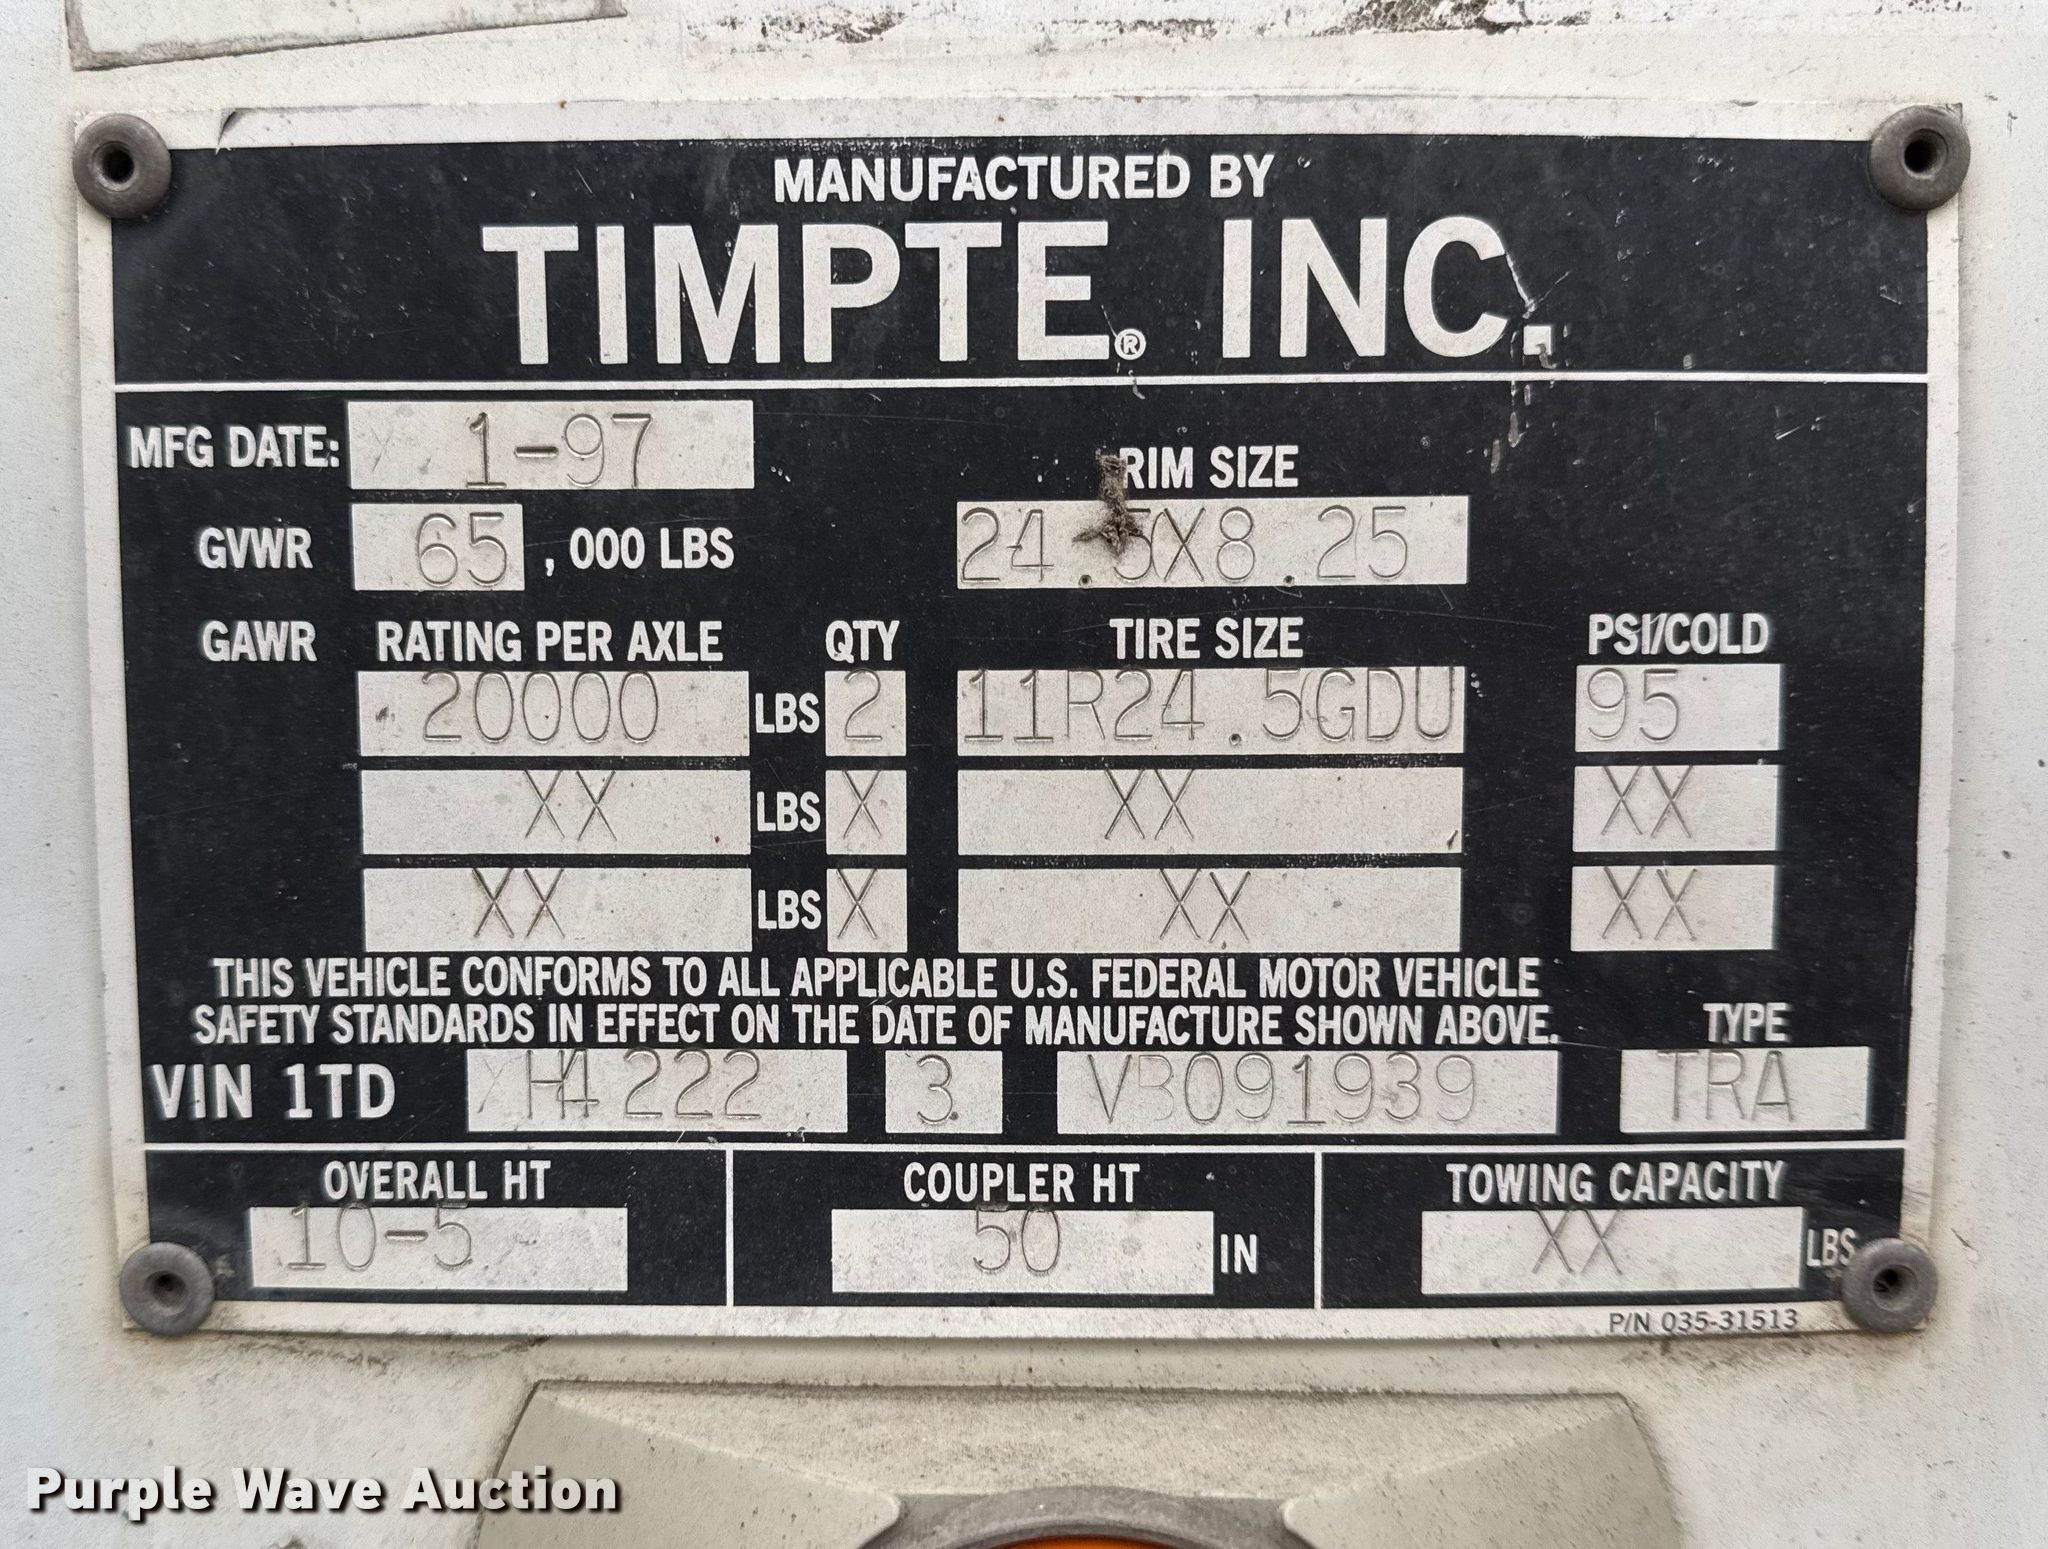 MANUFACTURED BY
TIMPTE® INC.
MFG DATE: X 1-97
RIM SIZE
GVWR 65 , 000 LBS 24.5X8.25
GAWR RATING PER AXLE QTY TIRE SIZE PSI/COLD
20000 LBS 2 11R24.5GDU 95
XX LBS X XX XX
XX LBS X XX XX
THIS VEHICLE CONFORMS TO ALL APPLICABLE U.S. FEDERAL MOTOR VEHICLE
SAFETY STANDARDS IN EFFECT ON THE DATE OF MANUFACTURE SHOWN ABOVE. TYPE
VIN 1TD 222 3 VB091939 TRA
OVERALL HT COUPLER HT TOWING CAPACITY
10-5 50 IN XX LBS
P/N 035-31513
Purple Wave Auction